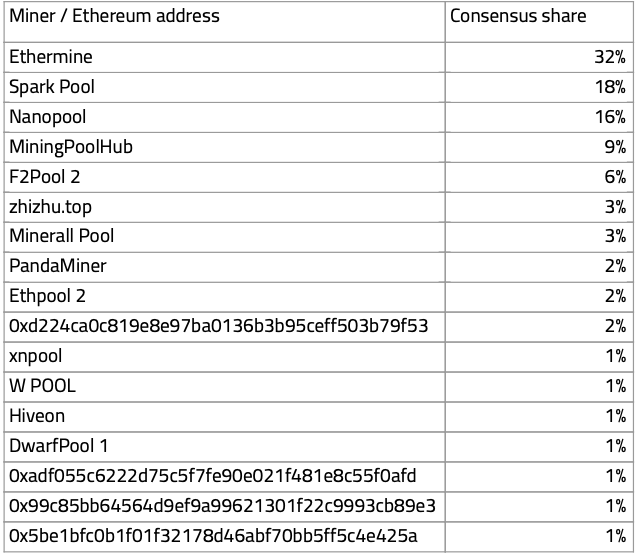 Miner / Ethereum address Consensus share
Ethermine 32%
Spark Pool 18%
Nanopool 16%
MiningPoolHub 9%
F2Pool 2 6%
zhizhu.top 3%
Minerall Pool 3%
PandaMiner 2%
Ethpool 2 2%
0xd224ca0c819e8e97ba0136b3b95ceff503b79f53 2%
xnpool 1%
W POOL 1%
Hiveon 1%
DwarfPool 1 1%
0xadf055c6222d75c5f7fe90e021f481e8c55f0afd 1%
0x99c85bb64564d9ef9a99621301f22c9993cb89e3 1%
0x5be1bfc0b1f01f32178d46abf70bb5ff5c4e425a 1%